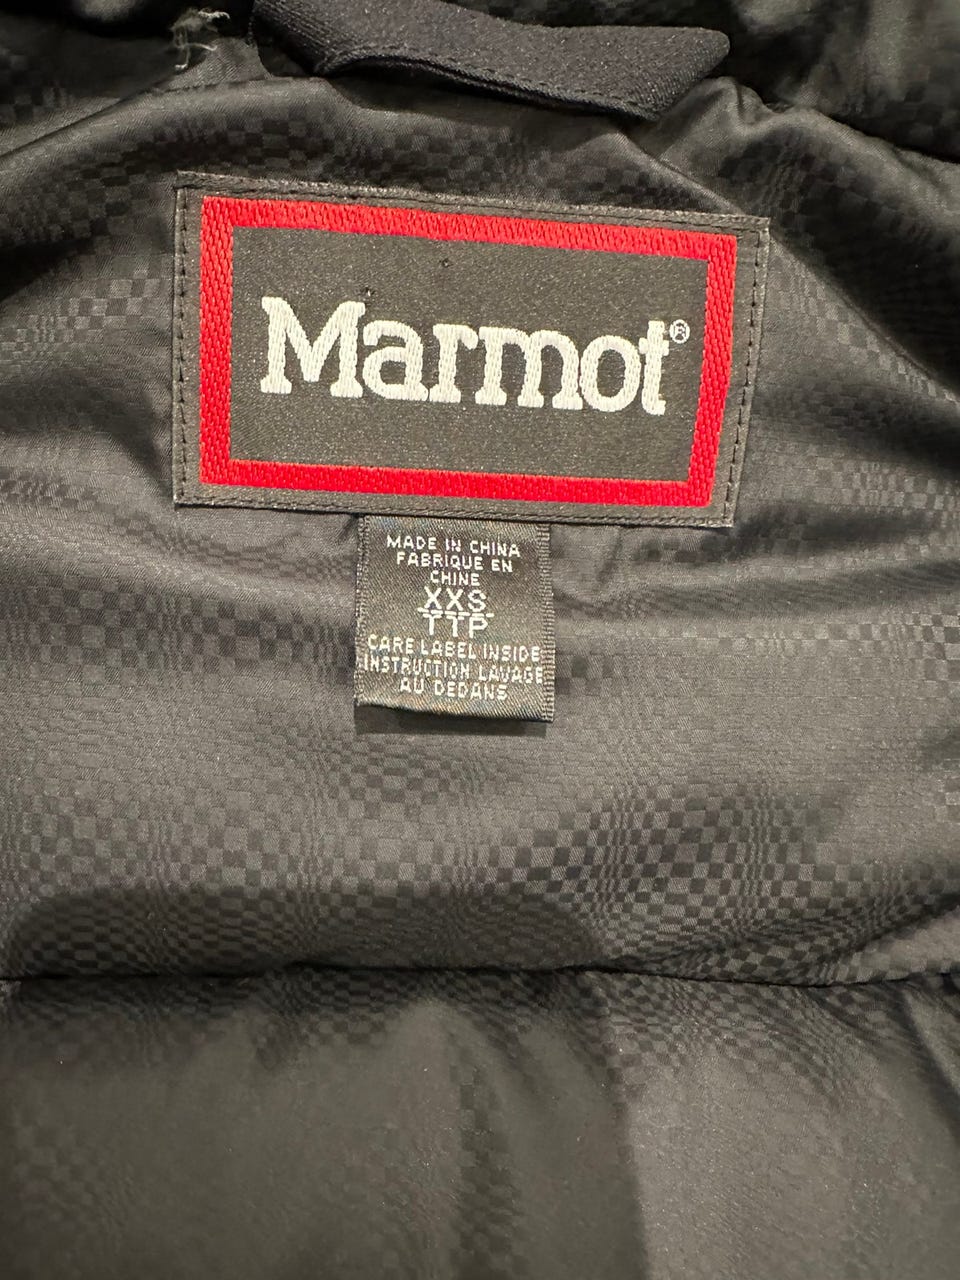 Marmot®
MADE IN CHINA
FABRIQUE EN
CHINE
XXS
TTP
CARE LABEL INSIDE
INSTRUCTION LAVAGE
AU DEDANS